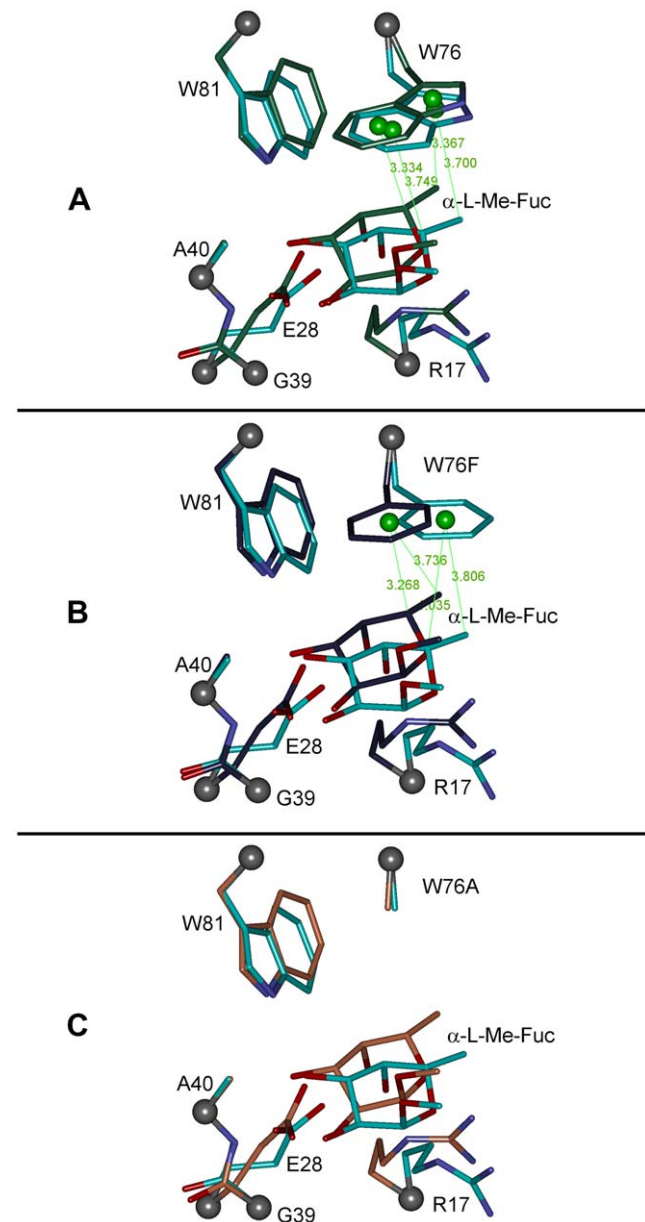 W81
W76
3.367
3.334
3.700
3.749
A
α-L-Me-Fuc
A40
E28
R17
G39
W81
W76F
3.736
3.268
3.806
B
.035
α-L-Me-Fuc
A40
E28
R17
G39
W81
W76A
C
α-L-Me-Fuc
A40
E28
R17
G39